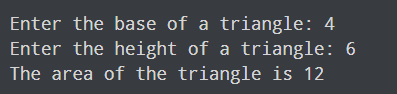 Enter the base of a triangle: 4
Enter the height of a triangle: 6
The area of the triangle is 12